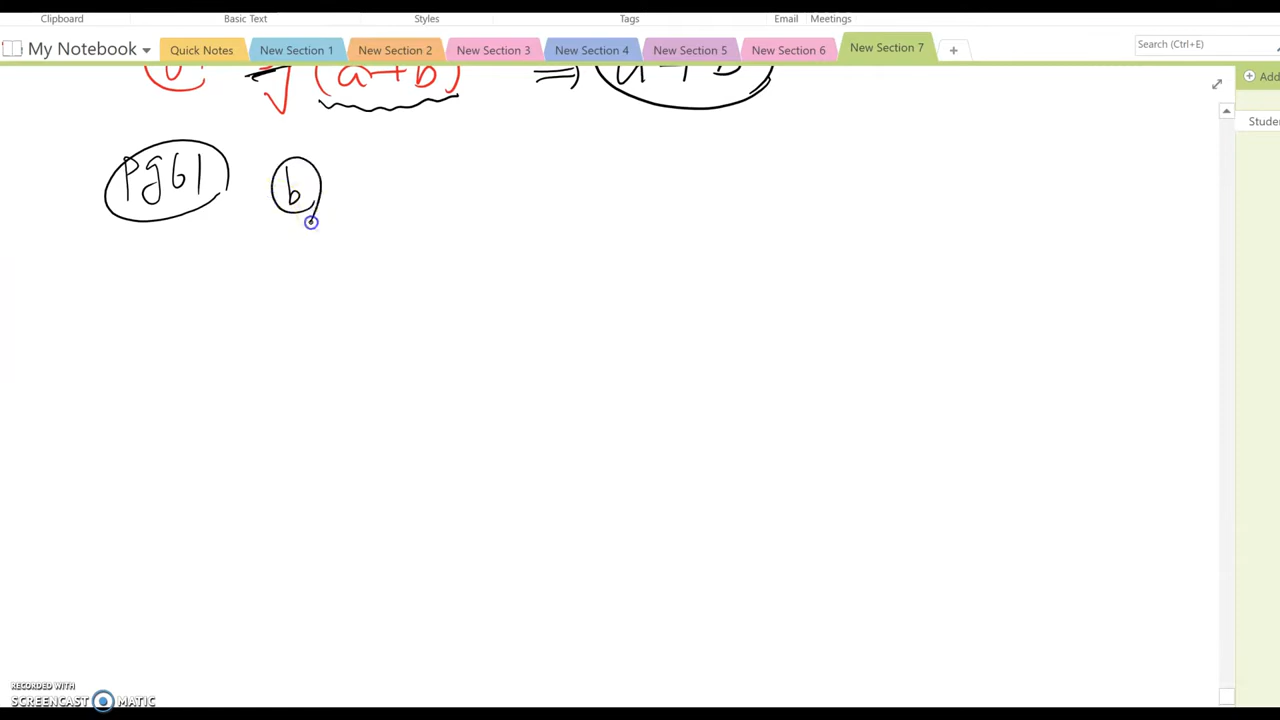 Clipboard Basic Text Styles Tags Email Meetings
My Notebook Quick Notes New Section 1 New Section 2 New Section 3 New Section 4 New Section 5 New Section 6 New Section 7 + Search (Ctrl+E)
(a+b) ⇒
Add
Studen
Pg61 b
RECORDED WITH
SCREENCAST MATIC